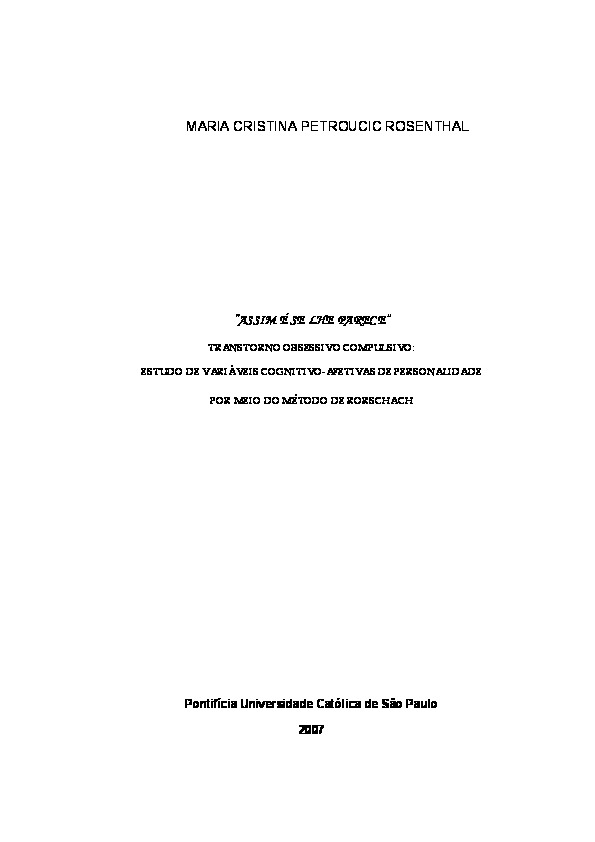 MARIA CRISTINA PETROUCIC ROSENTHAL
"ASSIM É SE LHE PARECE"
TRANSTORNO OBSESSIVO COMPULSIVO:
ESTUDO DE VARIÁVEIS COGNITIVO-AFETIVAS DE PERSONALIDADE
POR MEIO DO MÉTODO DE RORSCHACH
Pontifícia Universidade Católica de São Paulo
2007